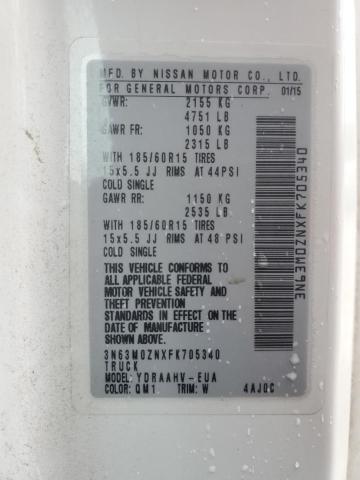 MFD. BY NISSAN MOTOR CO., LTD.
FOR GENERAL MOTORS CORP. 01/15
GVWR: 2155 KG
4751 LB
GAWR FR: 1050 KG
2315 LB
WITH 185/60R15 TIRES
15x5.5 JJ RIMS AT 44PSI
COLD SINGLE
GAWR RR: 1150 KG
2535 LB
WITH 185/60R15 TIRES
15x5.5 JJ RIMS AT 48 PSI
COLD SINGLE
THIS VEHICLE CONFORMS TO
ALL APPLICABLE FEDERAL
MOTOR VEHICLE SAFETY AND
THEFT PREVENTION
STANDARDS IN EFFECT ON
THE DATE OF MANUFACTURE
SHOWN ABOVE.
3N63M0ZNXFK705340
TRUCK
MODEL: YDRAAHV-EUA
COLOR: QM1 TRIM: W 4AJ0C
3N63M0ZNXFK705340